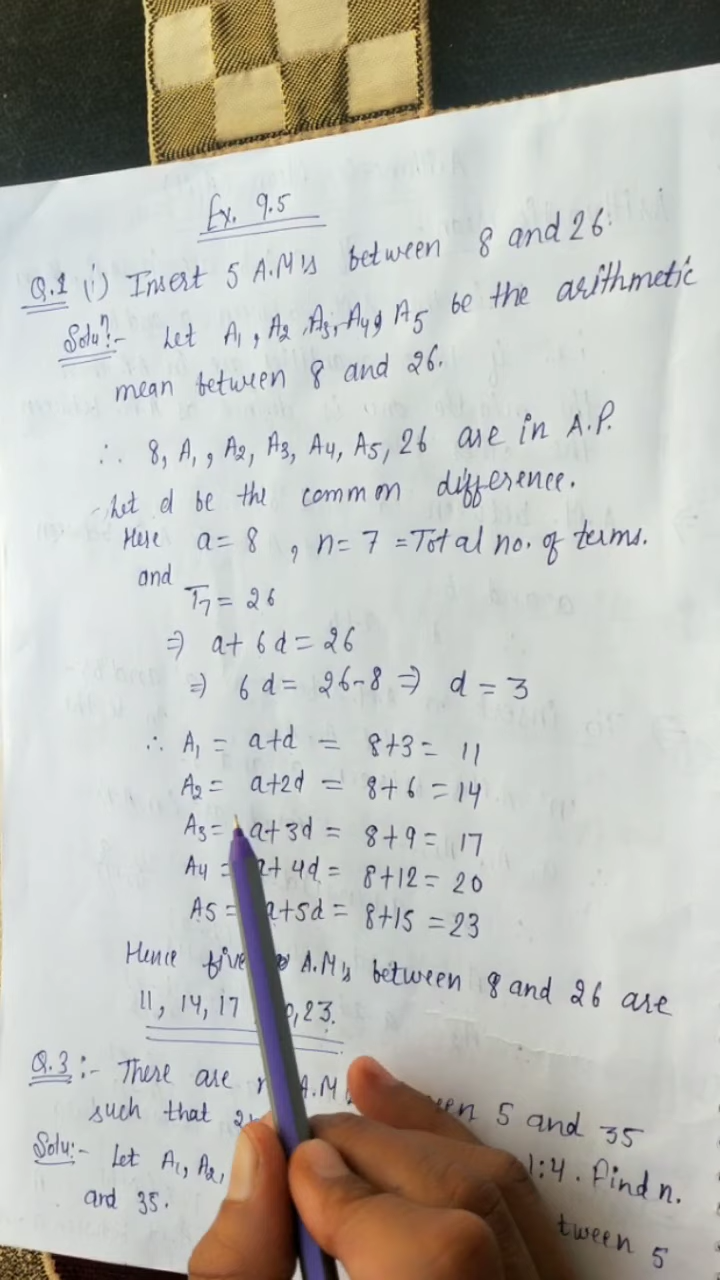 Ex. 9.5
Q.1 (i) Insert 5 A.M's between 8 and 26.
Solu?:- Let A₁, A₂, A₃, A₄, A₅ be the arithmetic
mean between 8 and 26.
∴ 8, A₁, A₂, A₃, A₄, A₅, 26 are in A.P.
Let d be the common difference.
Here a = 8, n = 7 = Total no. of terms.
and
T₇ = 26
⇒ a + 6d = 26
⇒ 6d = 26-8 ⇒ d = 3
∴ A₁ = a+d = 8+3 = 11
A₂ = a+2d = 8+6 = 14
A₃ = a+3d = 8+9 = 17
A₄ = a+4d = 8+12 = 20
A₅ = a+5d = 8+15 = 23
Hence five A.M's between 8 and 26 are
11, 14, 17 ,23.
Q.3 :- There are A.M 5 and 35
such that 1:4. Find n.
Solu:- Let A₁, A₂, 5
and 35.